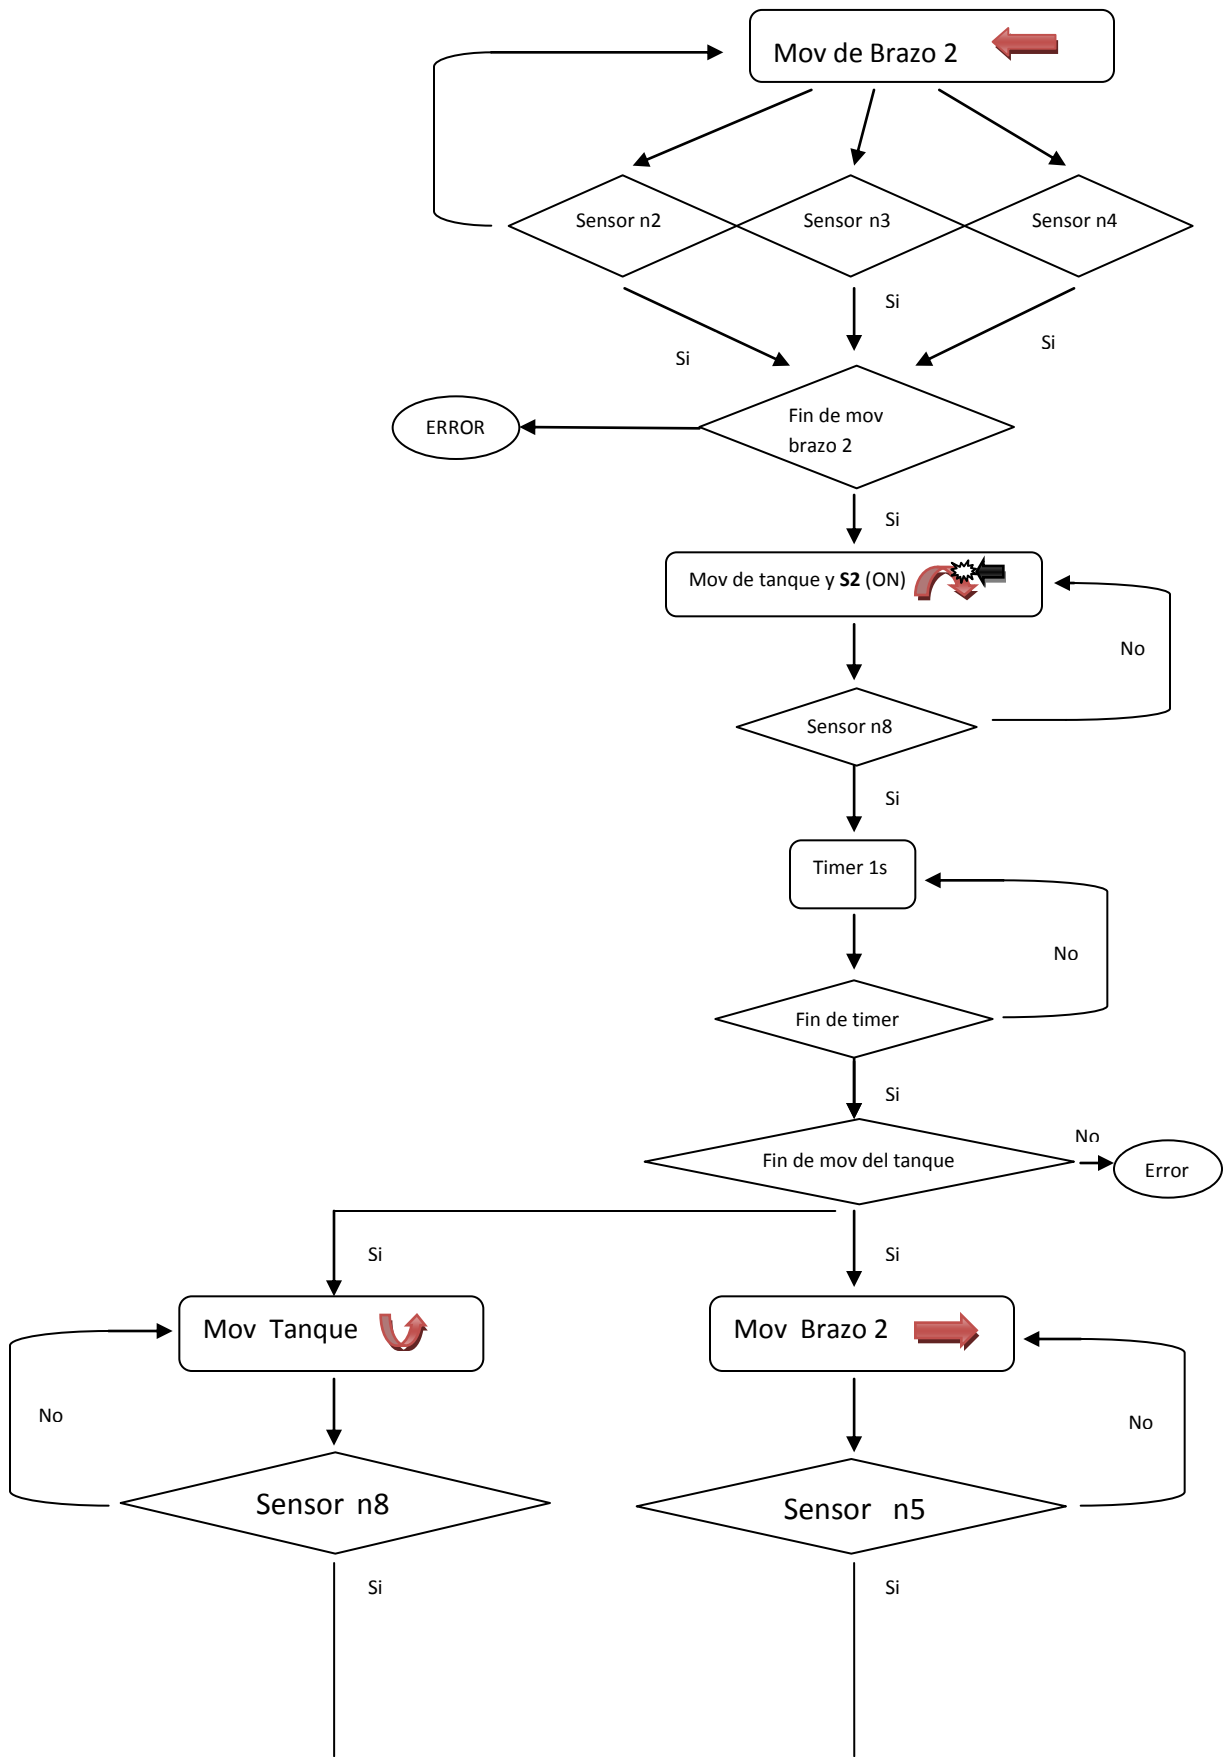 Mov de Brazo 2
Sensor n2
Sensor n3
Sensor n4
Si
Si
Si
Fin de mov
brazo 2
ERROR
Si
Mov de tanque y S2 (ON)
No
Sensor n8
Si
Timer 1s
No
Fin de timer
Si
Fin de mov del tanque
No
Error
Si
Si
Mov Tanque
Mov Brazo 2
No
No
Sensor n8
Sensor n5
Si
Si